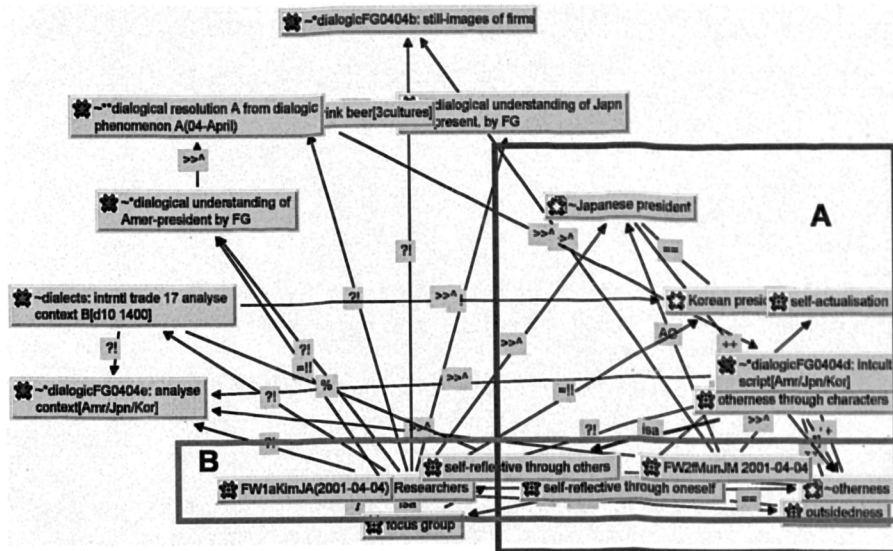 ~*dialogicFG0404b: still-images of firms
~**dialogical resolution A from dialogic
phenomenon A(04-April)
ink beer[3cultures]
dialogical understanding of Japn
present, by FG
>>^
A
~*dialogical understanding of
Amer-president by FG
~Japanese president
?!
>>^
>^
==
~dialects: intrntl trade 17 analyse
context B[d10 1400]
?!
>>^
Korean presid
self-actualisation
?!
?!
=!!
>>^
AG
++
~*dialogicFG0404d: intcult
script[Amr/Jpn/Kor]
~*dialogicFG0404e: analyse
context[Amr/Jpn/Kor]
?!
%
>>^
=!!
otherness through characters
?!
>>^
?!
isa
>>^
B
self-reflective through others
FW2fMunJM 2001-04-04
FW1aKimJA(2001-04-04)
Researchers
self-reflective through oneself
~otherness
==
outsidedness
focus group